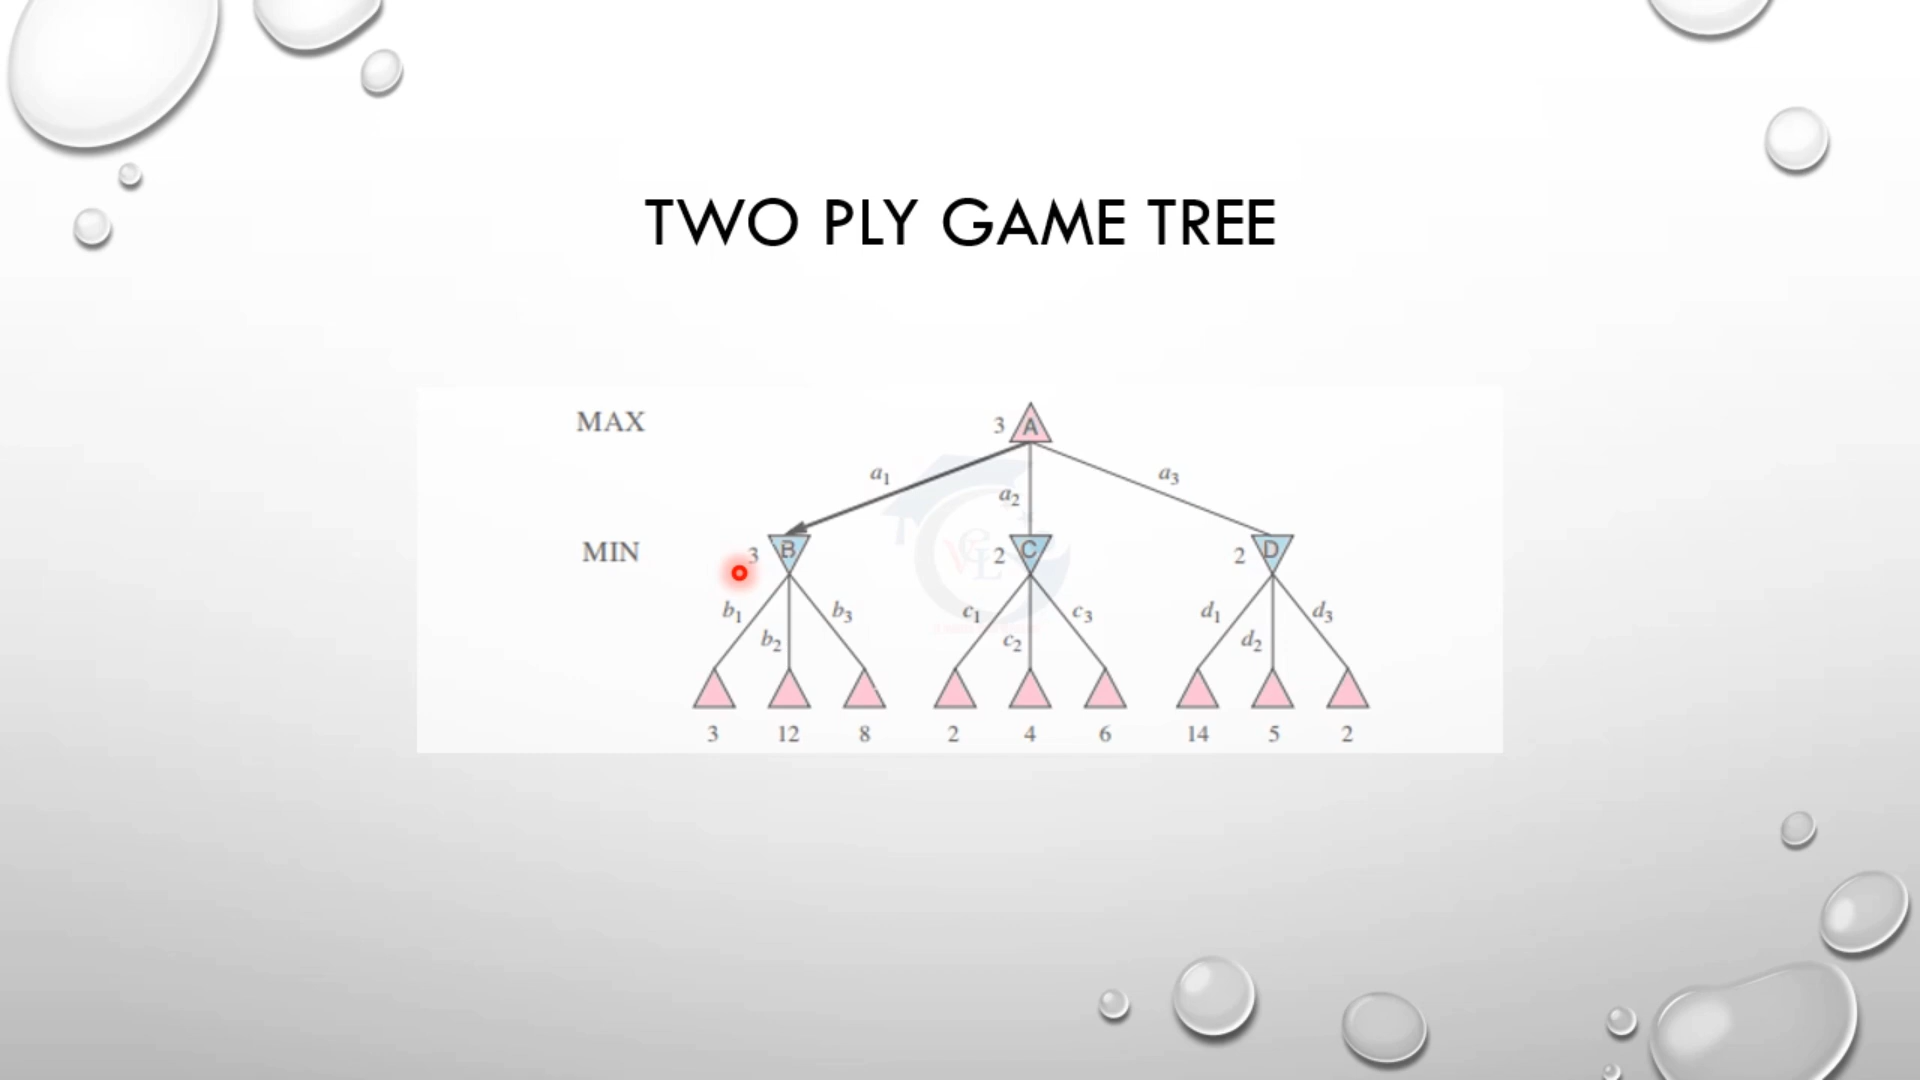 TWO PLY GAME TREE
MAX 3 A
a1 a2 a3
MIN 3 B 2 C 2 D
b1 b2 b3 c1 c2 c3 d1 d2 d3
3 12 8 2 4 6 14 5 2